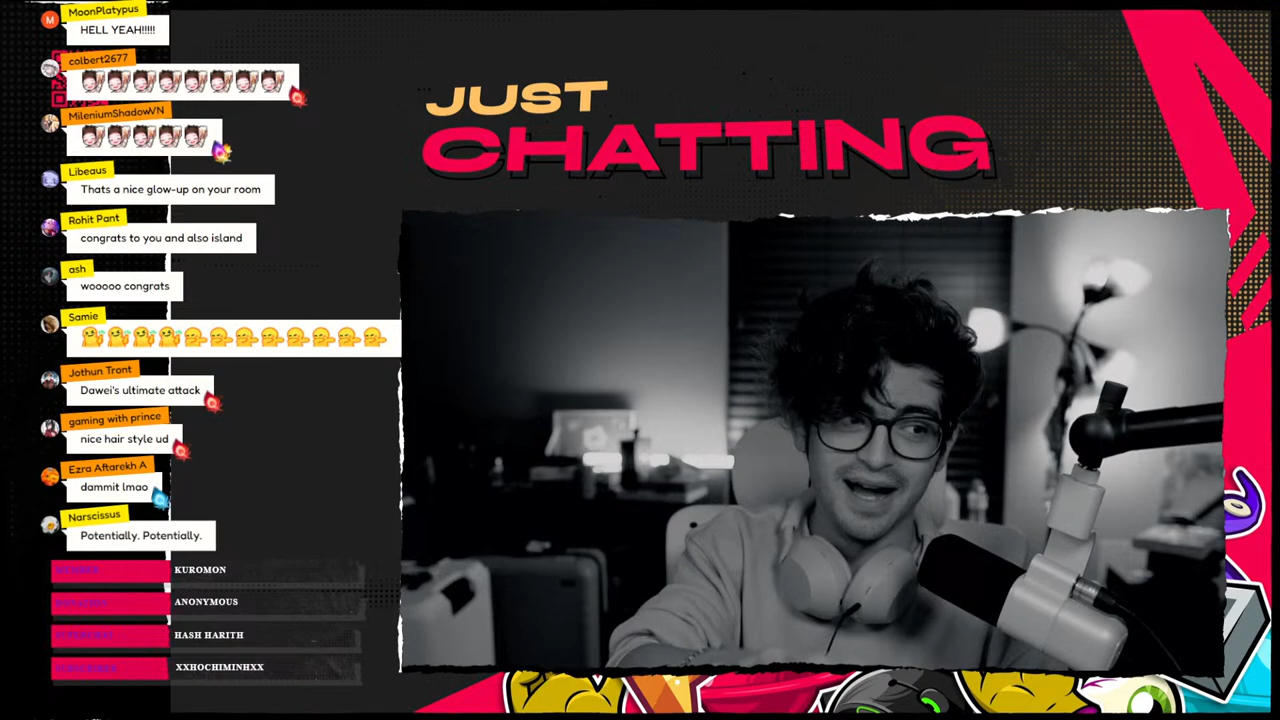 MoonPlatypus
HELL YEAH!!!!!
colbert2677
MileniumShadowVN
Libeaus
Thats a nice glow-up on your room
Rohit Pant
congrats to you and also island
ash
wooooo congrats
Samie
Jothun Tront
Dawei's ultimate attack
gaming with prince
nice hair style ud
Ezra Aftarekh A
dammit lmao
Narscissus
Potentially. Potentially.
KUROMON
ANONYMOUS
HASH HARITH
XXHOCHIMINHXX
JUST
CHATTING